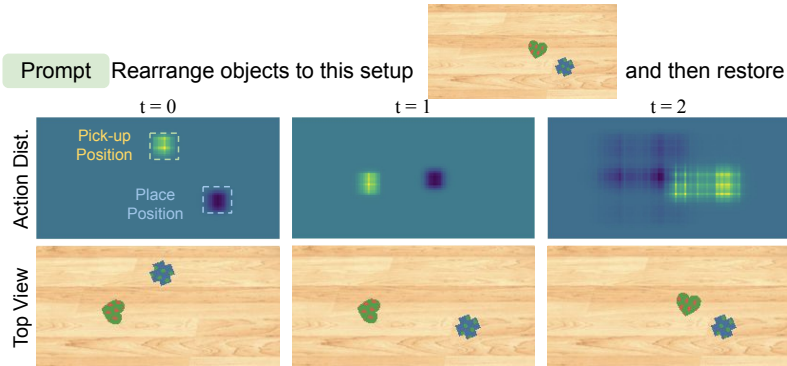 Prompt Rearrange objects to this setup and then restore
t = 0 t = 1 t = 2
Action Dist.
Pick-up
Position
Place
Position
Top View